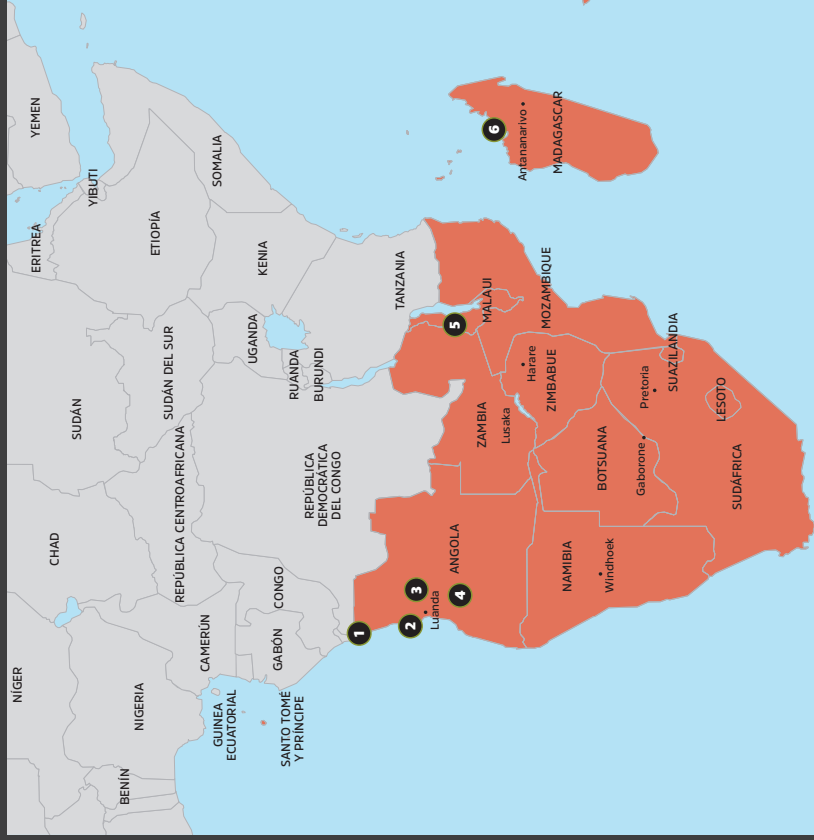 NÍGER
YEMEN
ERITREA
CHAD
SUDÁN
YIBUTI
BENÍN
NIGERIA
ETIOPÍA
SUDÁN DEL SUR
REPÚBLICA CENTROAFRICANA
CAMERÚN
SOMALIA
GUINEA
ECUATORIAL
UGANDA
KENIA
GABÓN
CONGO
SANTO TOMÉ
Y PRÍNCIPE
RUANDA
BURUNDI
REPÚBLICA
DEMOCRÁTICA
DEL CONGO
1
TANZANIA
2
3
Luanda
ANGOLA
5
4
ZAMBIA
MALAUI
6
Lusaka
Antananarivo
Harare
MOZAMBIQUE
ZIMBABUE
MADAGASCAR
NAMIBIA
BOTSUANA
Windhoek
Gaborone
Pretoria
SUAZILANDIA
LESOTO
SUDÁFRICA